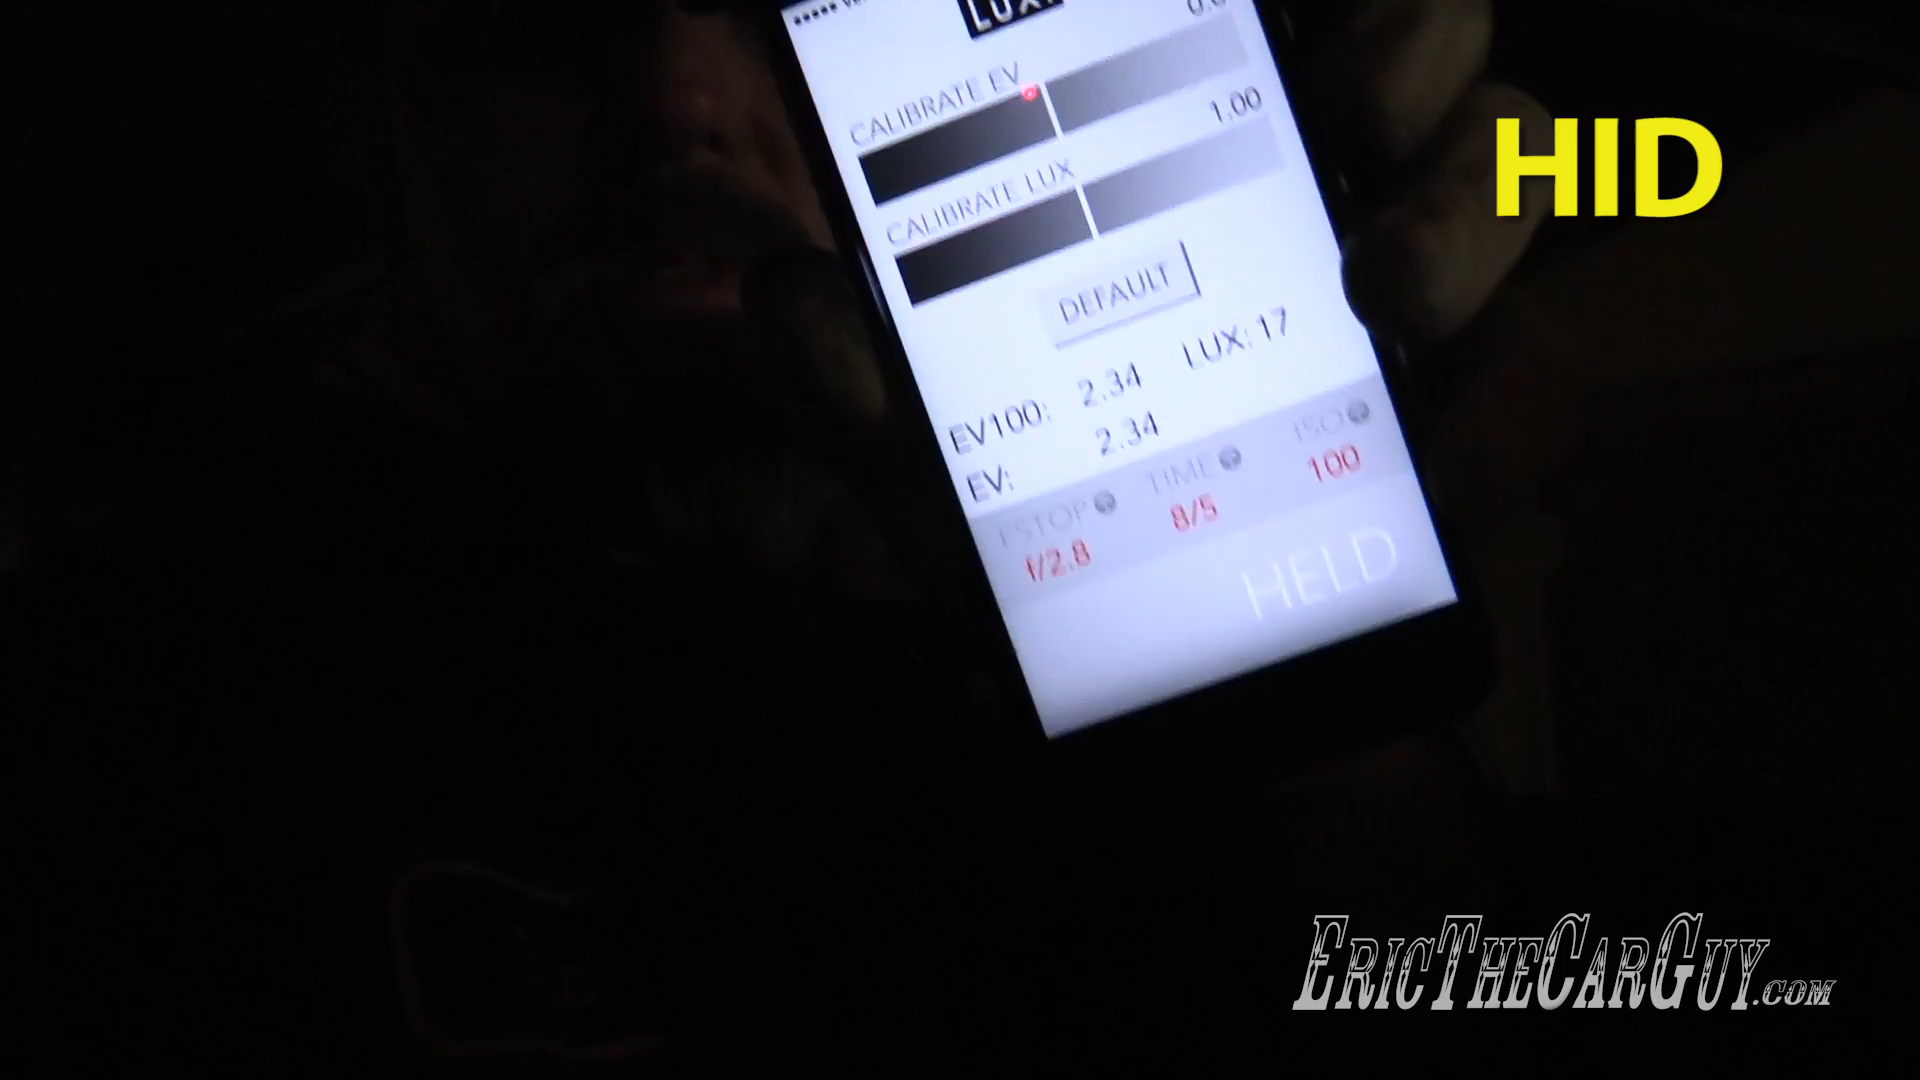 LUXI
CALIBRATE EV
1.00
CALIBRATE LUX
DEFAULT
EV100: 2.34 LUX: 17
EV: 2.34
FSTOP TIME ISO
f/2.8 8/5 100
HELD
HID
ERICTHECARGUY.COM